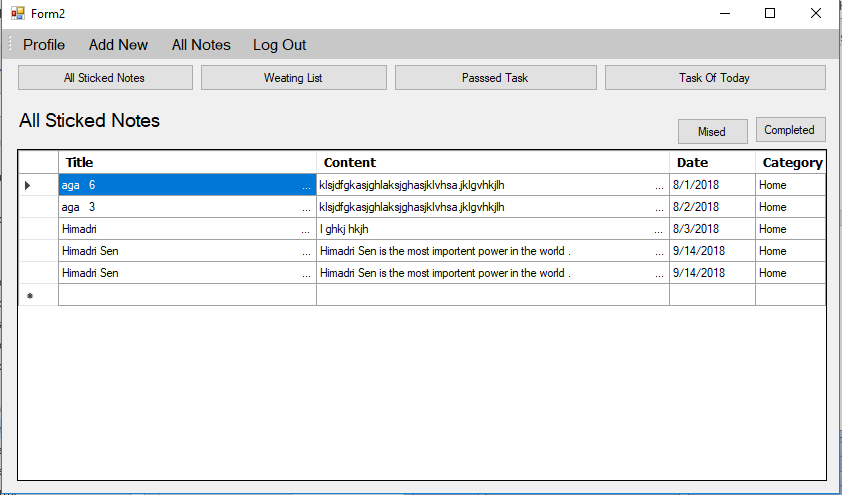 Form2
Profile Add New All Notes Log Out
All Sticked Notes Weating List Passsed Task Task Of Today
All Sticked Notes Mised Completed
Title Content Date Category
aga 6 ... klsjdfgkasjghlaksjghasjklvhsa.jklgvhkjlh ... 8/1/2018 Home
aga 3 ... klsjdfgkasjghlaksjghasjklvhsa.jklgvhkjlh ... 8/2/2018 Home
Himadri ... I ghkj hkjh ... 8/3/2018 Home
Himadri Sen ... Himadri Sen is the most importent power in the world . ... 9/14/2018 Home
Himadri Sen ... Himadri Sen is the most importent power in the world . ... 9/14/2018 Home